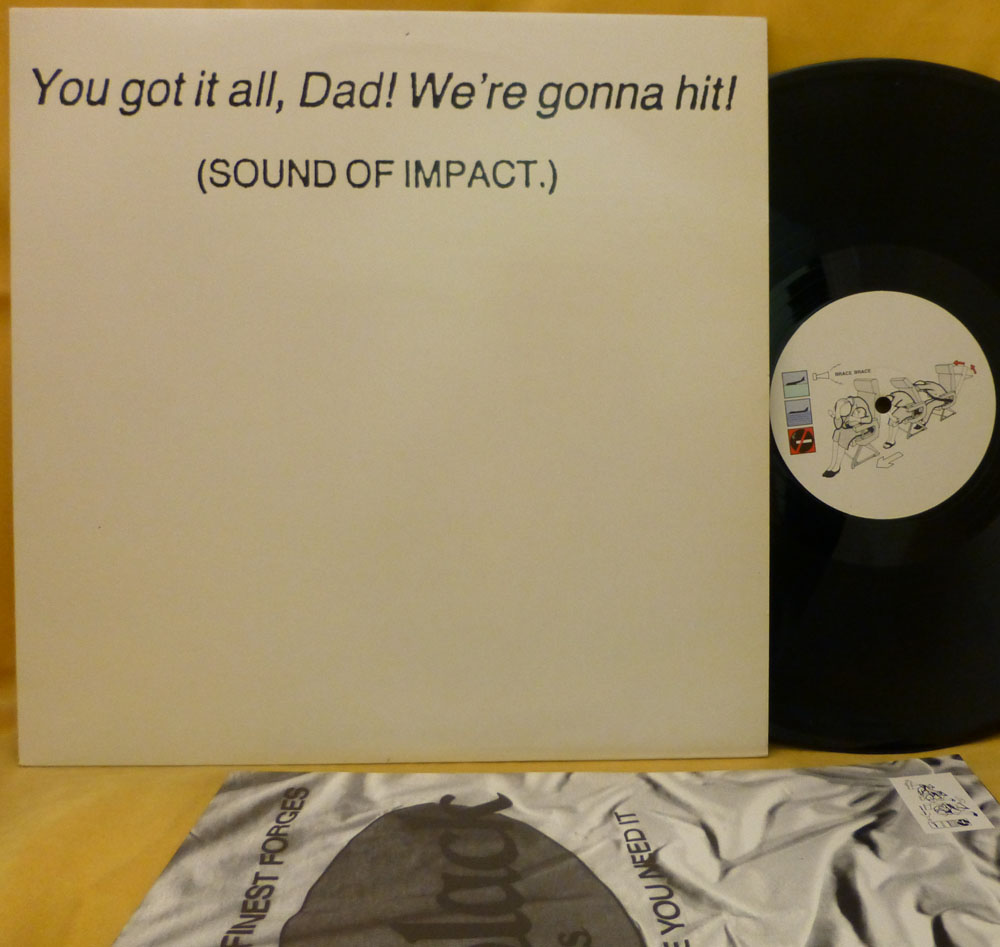 You got it all, Dad! We're gonna hit!
(SOUND OF IMPACT.)
BRACE BRACE
FINEST FORGES
lack
E YOU NEED IT
s.